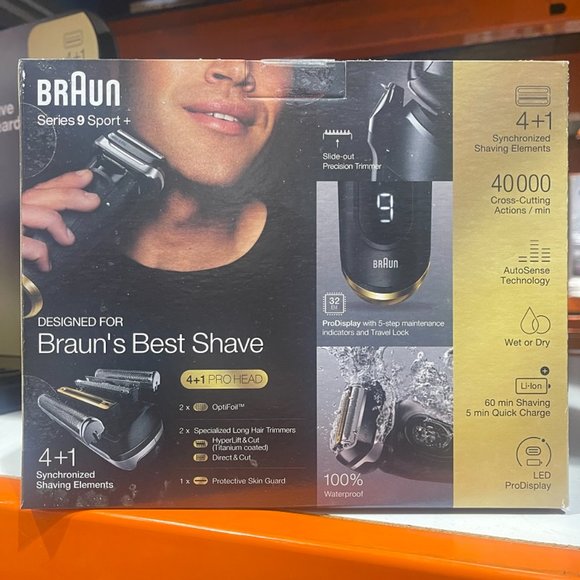 BRAUN
Series 9 Sport +
DESIGNED FOR
Braun's Best Shave
4+1 PRO HEAD
2 x OptiFoil™
2 x Specialized Long Hair Trimmers
HyperLift & Cut
(Titanium coated)
Direct & Cut
1 x Protective Skin Guard
4+1
Synchronized
Shaving Elements
Slide-out
Precision Trimmer
9
BRAUN
32
ProDisplay with 5-step maintenance
indicators and Travel Lock
100%
Waterproof
4+1
Synchronized
Shaving Elements
40000
Cross-Cutting
Actions / min
AutoSense
Technology
Wet or Dry
Li-Ion
60 min Shaving
5 min Quick Charge
LED
ProDisplay
4+1